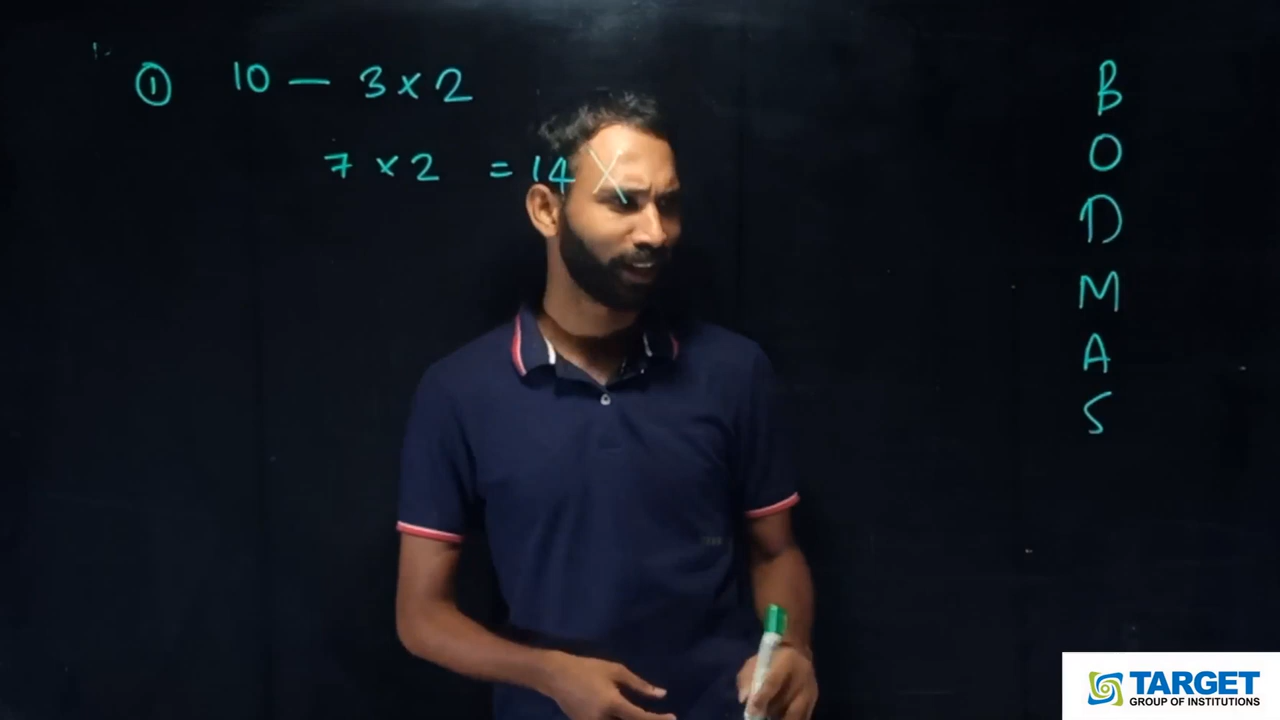 ① 10 — 3 × 2
7 × 2 = 14 X
B
O
D
M
A
S
TARGET
GROUP OF INSTITUTIONS